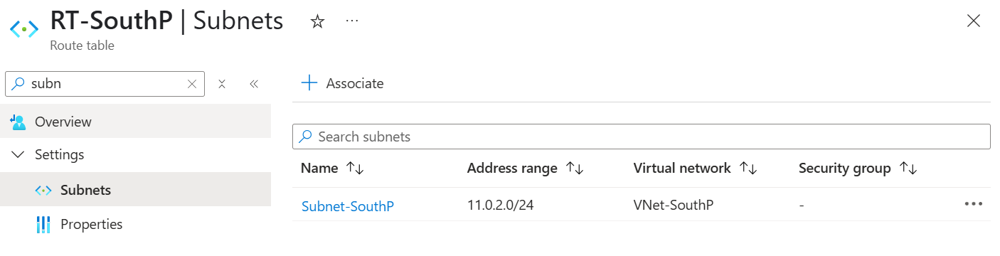 RT-SouthP | Subnets
Route table
subn
Associate
Overview
Search subnets
Settings
Name Address range Virtual network Security group
Subnets
Subnet-SouthP 11.0.2.0/24 VNet-SouthP -
Properties